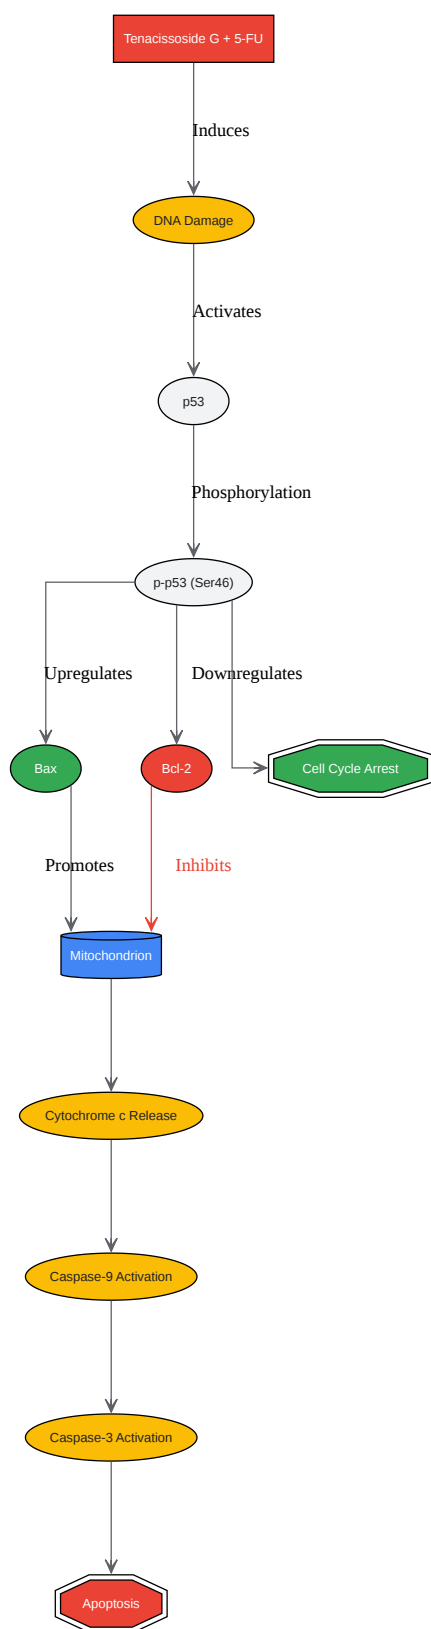 Tenacissoside G + 5-FU
Induces
DNA Damage
Activates
p53
Phosphorylation
p-p53 (Ser46)
Upregulates
Downregulates
Bax
Bcl-2
Cell Cycle Arrest
Promotes
Inhibits
Mitochondrion
Cytochrome c Release
Caspase-9 Activation
Caspase-3 Activation
Apoptosis